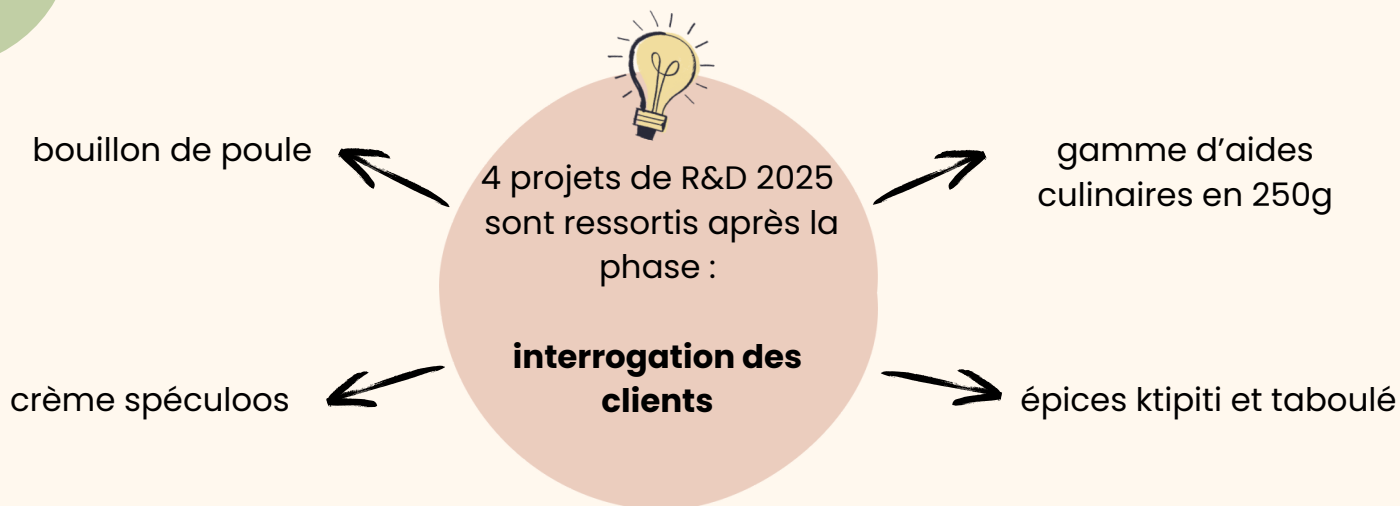 bouillon de poule
4 projets de R&D 2025
sont ressortis après la
phase :
interrogation des
clients
gamme d’aides
culinaires en 250g
crème spéculoos
épices ktipiti et taboulé